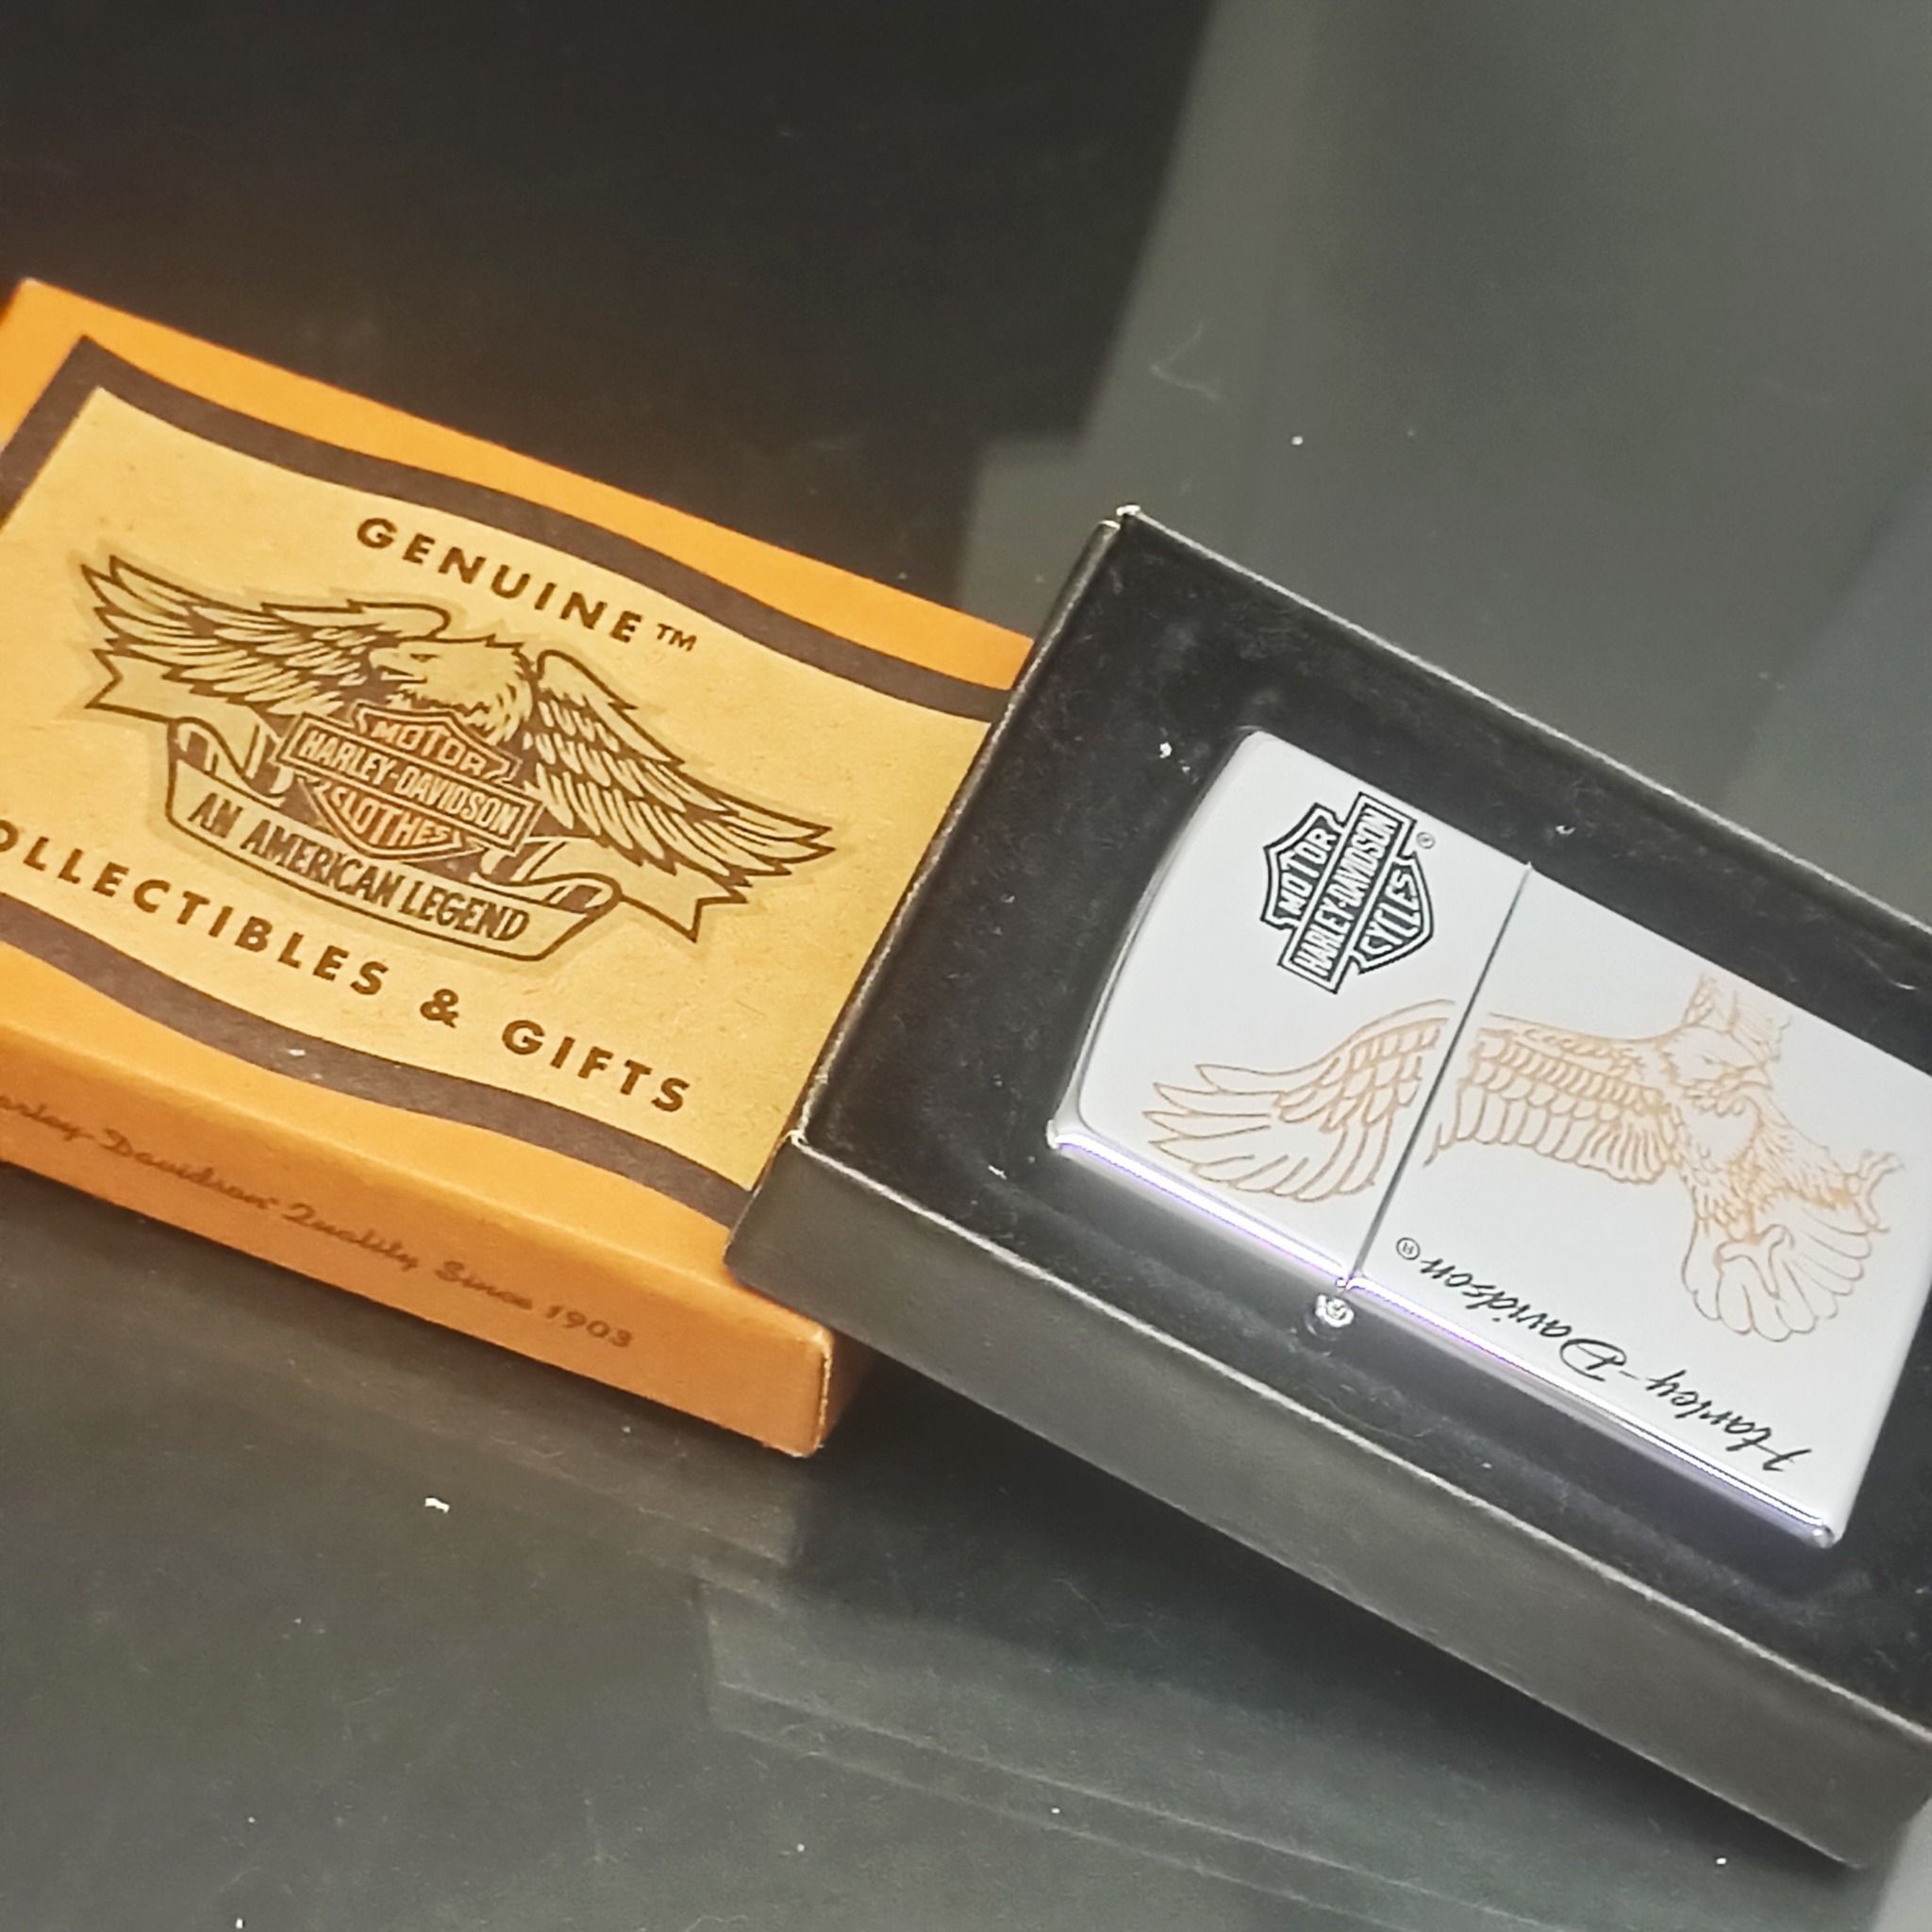 GENUINE™
MOTOR
HARLEY-DAVIDSON
CLOTHES
AN AMERICAN LEGEND
OLLECTIBLES & GIFTS
arley-Davidson® Quality Since 1903
MOTOR
HARLEY-DAVIDSON
CYCLES
®
Harley-Davidson®